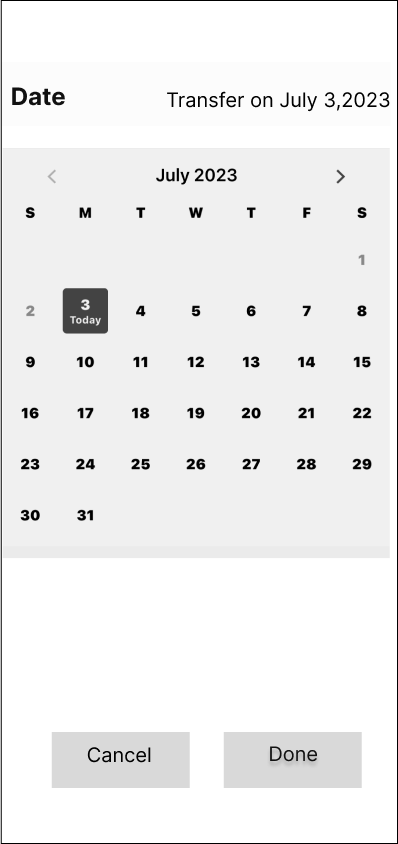 Date
Transfer on July 3,2023
July 2023
S M T W T F S
1
2 3 4 5 6 7 8
Today
9 10 11 12 13 14 15
16 17 18 19 20 21 22
23 24 25 26 27 28 29
30 31
Cancel Done